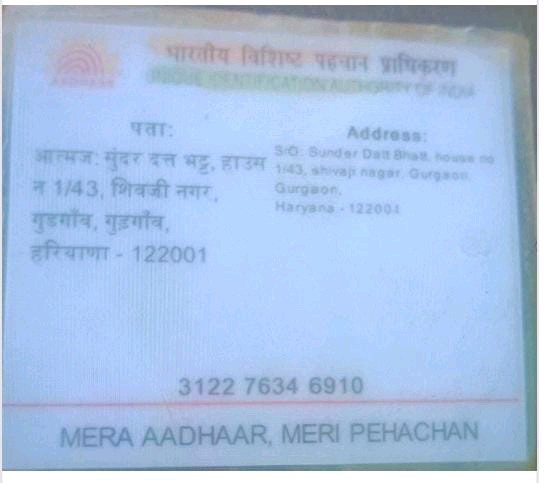 भारतीय विशिष्ट पहचान प्राधिकरण
UNIQUE IDENTIFICATION AUTHORITY OF INDIA
AADHAAR
पता:
आत्मज: सुंदर दत्त भट्ट, हाउस
न 1/43, शिवजी नगर,
गुडगाँव, गुड़गाँव,
हरियाणा - 122001
Address:
S/O: Sunder Datt Bhatt, house no
1/43, shivaji nagar, Gurgaon,
Gurgaon,
Haryana - 122001
3122 7634 6910
MERA AADHAAR, MERI PEHACHAN